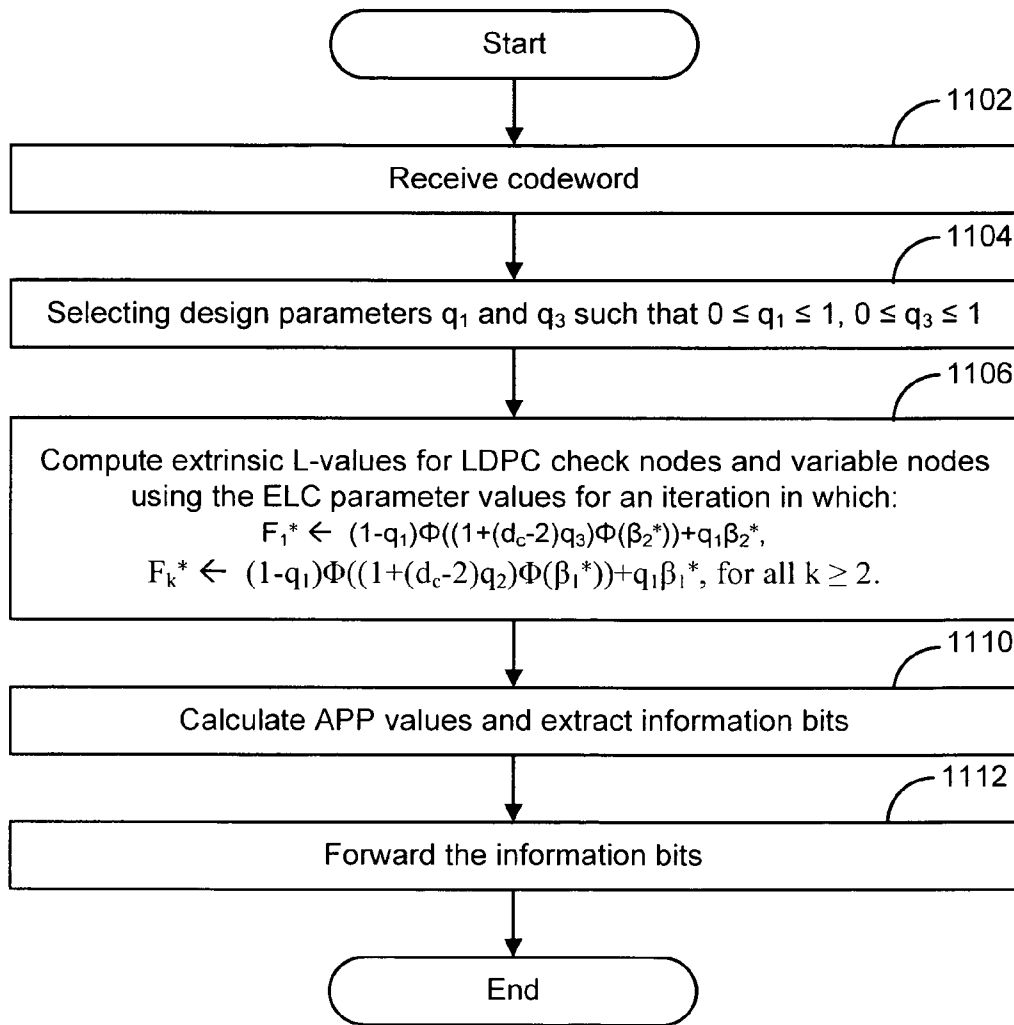 Start
1102
Receive codeword
1104
Selecting design parameters q₁ and q₃ such that 0 ≤ q₁ ≤ 1, 0 ≤ q₃ ≤ 1
1106
Compute extrinsic L-values for LDPC check nodes and variable nodes
using the ELC parameter values for an iteration in which:
F₁* ← (1-q₁)Φ((1+(d_c-2)q₃)Φ(β₂*))+q₁β₂*,
F_k* ← (1-q₁)Φ((1+(d_c-2)q₂)Φ(β₁*))+q₁β₁*, for all k ≥ 2.
1110
Calculate APP values and extract information bits
1112
Forward the information bits
End